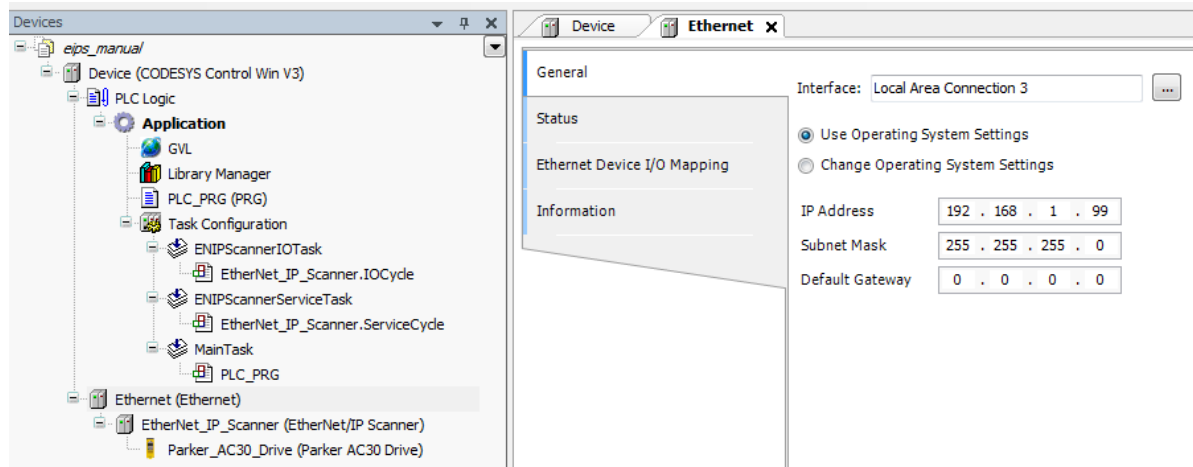 Devices
eips_manual
Device (CODESYS Control Win V3)
PLC Logic
Application
GVL
Library Manager
PLC_PRG (PRG)
Task Configuration
ENIPScannerIOTask
EtherNet_IP_Scanner.IOCycle
ENIPScannerServiceTask
EtherNet_IP_Scanner.ServiceCycle
MainTask
PLC_PRG
Ethernet (Ethernet)
EtherNet_IP_Scanner (EtherNet/IP Scanner)
Parker_AC30_Drive (Parker AC30 Drive)
Device Ethernet
General
Status
Ethernet Device I/O Mapping
Information
Interface: Local Area Connection 3 ...
Use Operating System Settings
Change Operating System Settings
IP Address 192 . 168 . 1 . 99
Subnet Mask 255 . 255 . 255 . 0
Default Gateway 0 . 0 . 0 . 0